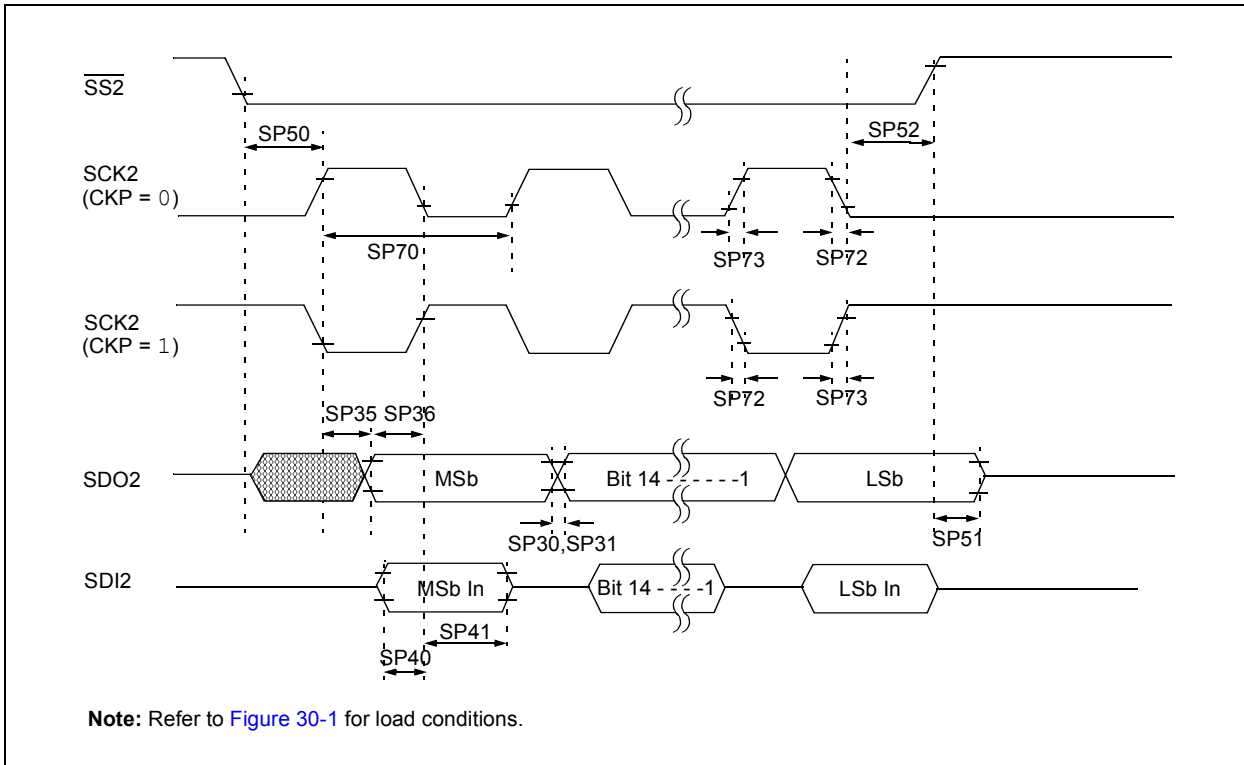 SS2
SP50
SP52
SCK2
(CKP = 0)
SP70
SP73
SP72
SCK2
(CKP = 1)
SP72
SP73
SP35
SP36
SDO2
MSb
Bit 14 - - - - - -1
LSb
SP30,SP31
SP51
SDI2
MSb In
Bit 14 - - - -1
LSb In
SP41
SP40
Note: Refer to Figure 30-1 for load conditions.